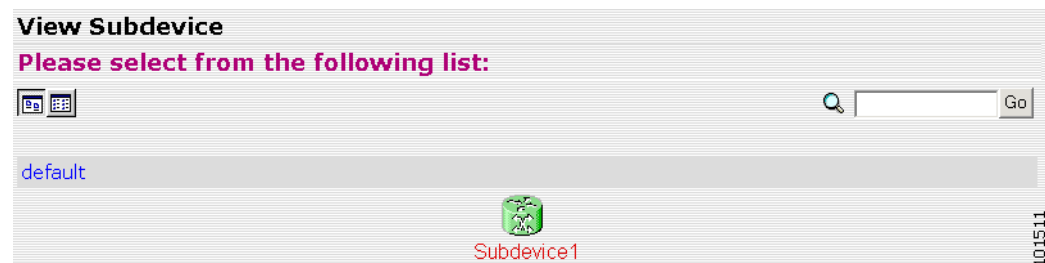 View Subdevice
Please select from the following list:
Go
default
Subdevice1
101511